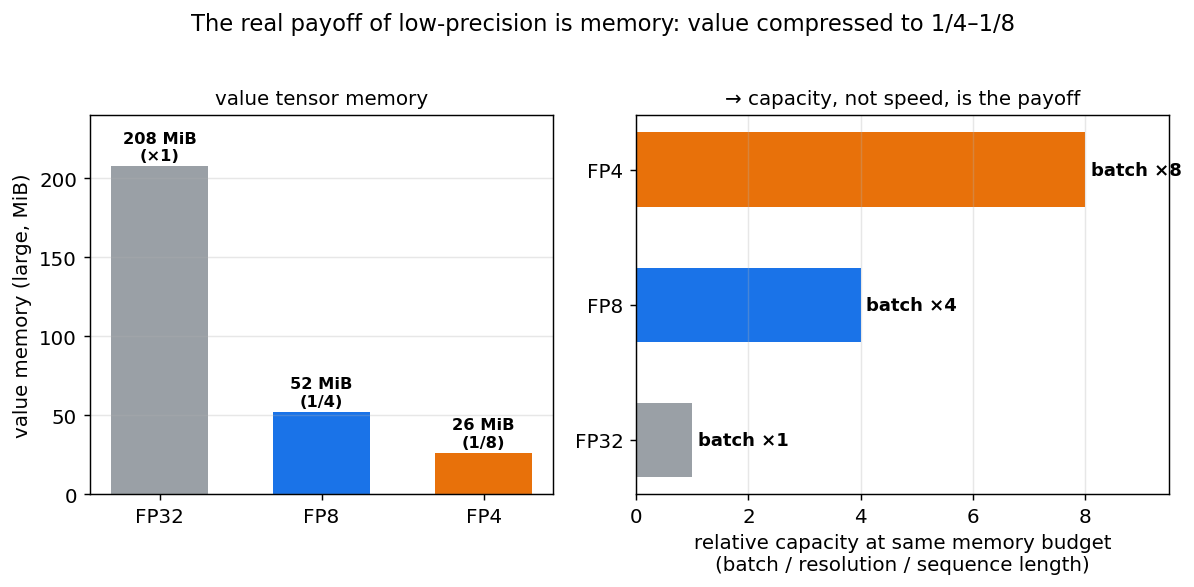 The real payoff of low-precision is memory: value compressed to 1/4–1/8
value tensor memory
value memory (large, MiB)
200
150
100
50
0
208 MiB
(×1)
52 MiB
(1/4)
26 MiB
(1/8)
FP32
FP8
FP4
→ capacity, not speed, is the payoff
FP4
batch ×8
FP8
batch ×4
FP32
batch ×1
0
2
4
6
8
relative capacity at same memory budget
(batch / resolution / sequence length)